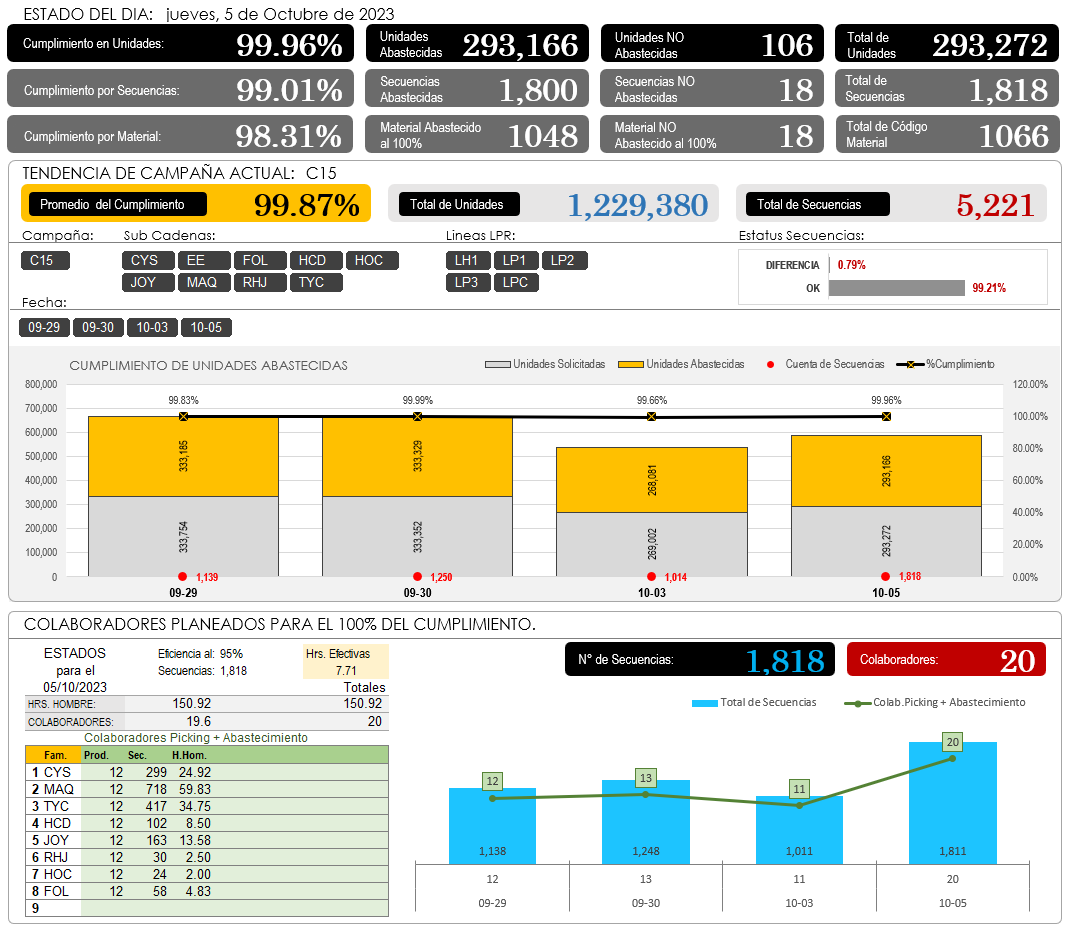 ESTADO DEL DIA: jueves, 5 de Octubre de 2023
Cumplimiento en Unidades: 99.96%
Unidades Abastecidas 293,166
Unidades NO Abastecidas 106
Total de Unidades 293,272
Cumplimiento por Secuencias: 99.01%
Secuencias Abastecidas 1,800
Secuencias NO Abastecidas 18
Total de Secuencias 1,818
Cumplimiento por Material: 98.31%
Material Abastecido al 100% 1048
Material NO Abastecido al 100% 18
Total de Código Material 1066
TENDENCIA DE CAMPAÑA ACTUAL: C15
Promedio del Cumplimiento 99.87%
Total de Unidades 1,229,380
Total de Secuencias 5,221
Campaña: Sub Cadenas: Lineas LPR: Estatus Secuencias:
C15 CYS EE FOL HCD HOC LH1 LP1 LP2
JOY MAQ RHJ TYC LP3 LPC
DIFERENCIA 0.79%
OK 99.21%
Fecha:
09-29 09-30 10-03 10-05
CUMPLIMIENTO DE UNIDADES ABASTECIDAS
Unidades Solicitadas Unidades Abastecidas Cuenta de Secuencias %Cumplimiento
800,000
700,000
600,000
500,000
400,000
300,000
200,000
100,000
0
120.00%
100.00%
80.00%
60.00%
40.00%
20.00%
0.00%
99.83% 99.99% 99.66% 99.96%
333,185 333,329 268,081 293,166
333,754 333,352 269,002 293,272
1,139 1,250 1,014 1,818
09-29 09-30 10-03 10-05
COLABORADORES PLANEADOS PARA EL 100% DEL CUMPLIMIENTO.
ESTADOS
para el
05/10/2023
Eficiencia al: 95%
Secuencias: 1,818
Hrs. Efectivas
7.71
Totales
HRS. HOMBRE: 150.92 150.92
COLABORADORES: 19.6 20
Colaboradores Picking + Abastecimiento
Fam. Prod. Sec. H.Hom.
1 CYS 12 299 24.92
2 MAQ 12 718 59.83
3 TYC 12 417 34.75
4 HCD 12 102 8.50
5 JOY 12 163 13.58
6 RHJ 12 30 2.50
7 HOC 12 24 2.00
8 FOL 12 58 4.83
9
N° de Secuencias: 1,818
Colaboradores: 20
Total de Secuencias Colab.Picking + Abastecimiento
12 13 11 20
1,138 1,248 1,011 1,811
12 13 11 20
09-29 09-30 10-03 10-05